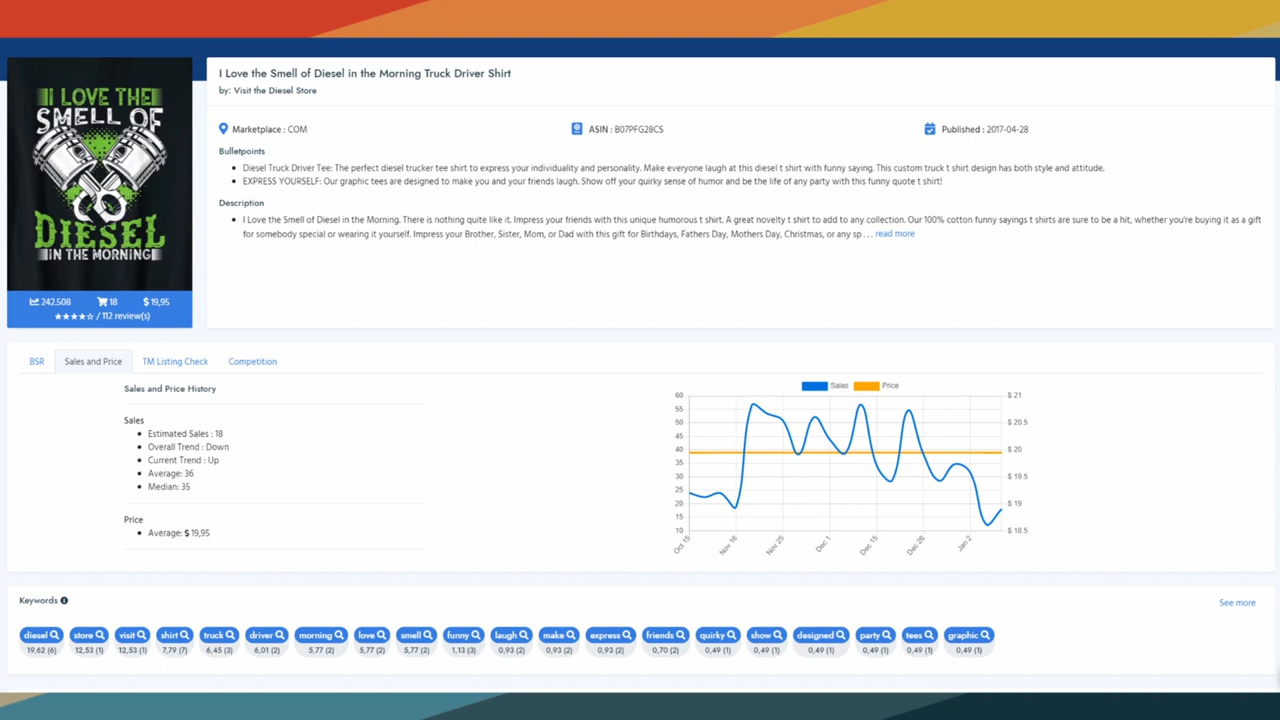 I LOVE THE
SMELL OF
DIESEL
IN THE MORNING
242.508 18 $ 19,95
/ 112 review(s)
I Love the Smell of Diesel in the Morning Truck Driver Shirt
by: Visit the Diesel Store
Marketplace : COM ASIN : B07PFG28CS Published : 2017-04-28
Bulletpoints
Diesel Truck Driver Tee: The perfect diesel trucker tee shirt to express your individuality and personality. Make everyone laugh at this diesel t shirt with funny saying. This custom truck t shirt design has both style and attitude.
EXPRESS YOURSELF: Our graphic tees are designed to make you and your friends laugh. Show off your quirky sense of humor and be the life of any party with this funny quote t shirt!
Description
I Love the Smell of Diesel in the Morning. There is nothing quite like it. Impress your friends with this unique humorous t shirt. A great novelty t shirt to add to any collection. Our 100% cotton funny sayings t shirts are sure to be a hit, whether you're buying it as a gift
for somebody special or wearing it yourself. Impress your Brother, Sister, Mom, or Dad with this gift for Birthdays, Fathers Day, Mothers Day, Christmas, or any sp ... read more
BSR Sales and Price TM Listing Check Competition
Sales and Price History
Sales
Estimated Sales : 18
Overall Trend : Down
Current Trend : Up
Average: 36
Median: 35
Price
Average: $ 19,95
Sales Price
60 $ 21
55
50 $ 20.5
45
40 $ 20
35
30 $ 19.5
25
20 $ 19
15
10 $ 18.5
Oct 15 Nov 16 Nov 25 Dec 1 Dec 15 Dec 26 Jan 2
Keywords
See more
diesel store visit shirt truck driver morning love smell funny laugh make express friends quirky show designed party tees graphic
19,62 (6) 12,53 (1) 12,53 (1) 7,79 (7) 6,45 (3) 6,01 (2) 5,77 (2) 5,77 (2) 5,77 (2) 1,13 (3) 0,93 (2) 0,93 (2) 0,93 (2) 0,70 (2) 0,49 (1) 0,49 (1) 0,49 (1) 0,49 (1) 0,49 (1) 0,49 (1)